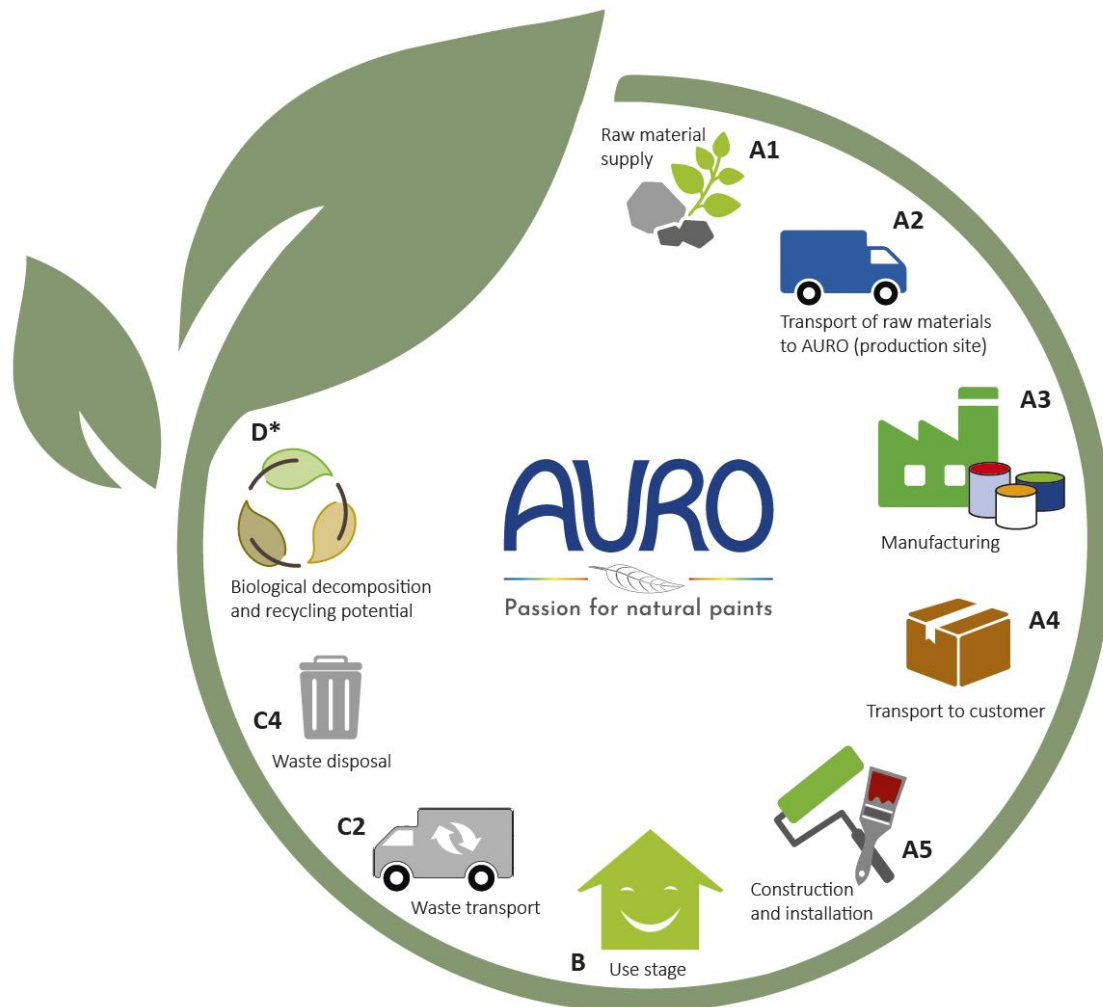 Raw material
supply
A1
A2
Transport of raw materials
to AURO (production site)
A3
Manufacturing
A4
Transport to customer
A5
Construction
and installation
B
Use stage
C2
Waste transport
C4
Waste disposal
D*
Biological decomposition
and recycling potential
AURO
Passion for natural paints